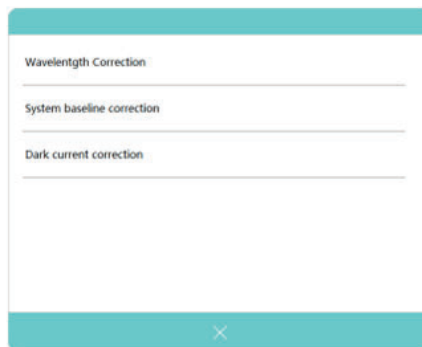 Wavelentgth Correction
System baseline correction
Dark current correction